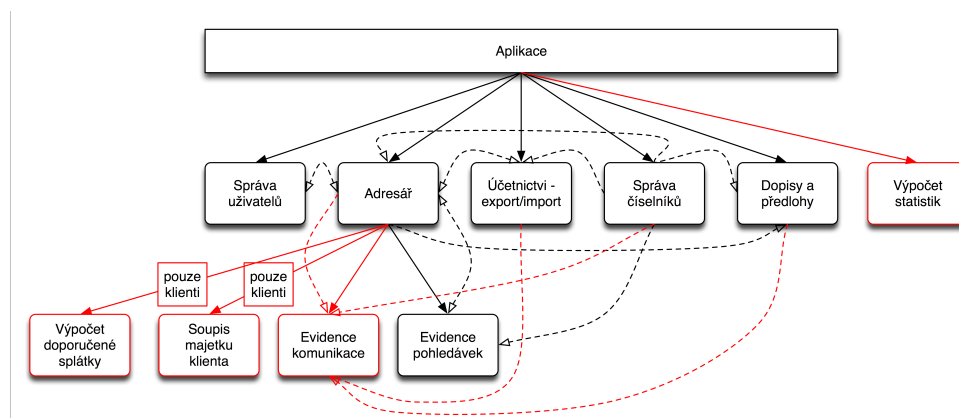 Aplikace
Správa
uživatelů
Adresář
Účetnictvi -
export/import
Správa
číselníků
Dopisy a
předlohy
Výpočet
statistik
pouze
klienti
pouze
klienti
Výpočet
doporučené
splátky
Soupis
majetku
klienta
Evidence
komunikace
Evidence
pohledávek